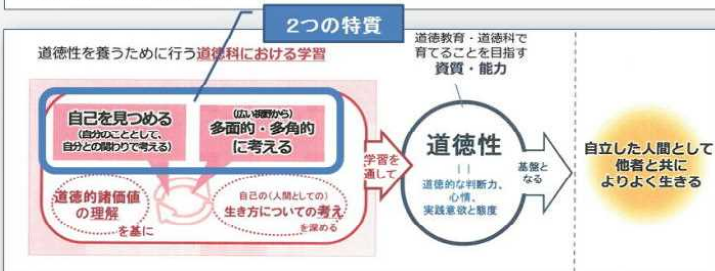 2つの特質
道徳性を養うために行う道徳科における学習
自己を見つめる
(自分のこととして、
自分との関わりで考える)
(広い視野から)
多面的・多角的
に考える
道徳的諸価値
の理解
を基に
自己の(人間としての)
生き方についての考え
を深める
学習を
通して
道徳教育・道徳科で
育てることを目指す
資質・能力
道徳性
||
道徳的な判断力、
心情、
実践意欲と態度
基盤と
なる
自立した人間として
他者と共に
よりよく生きる